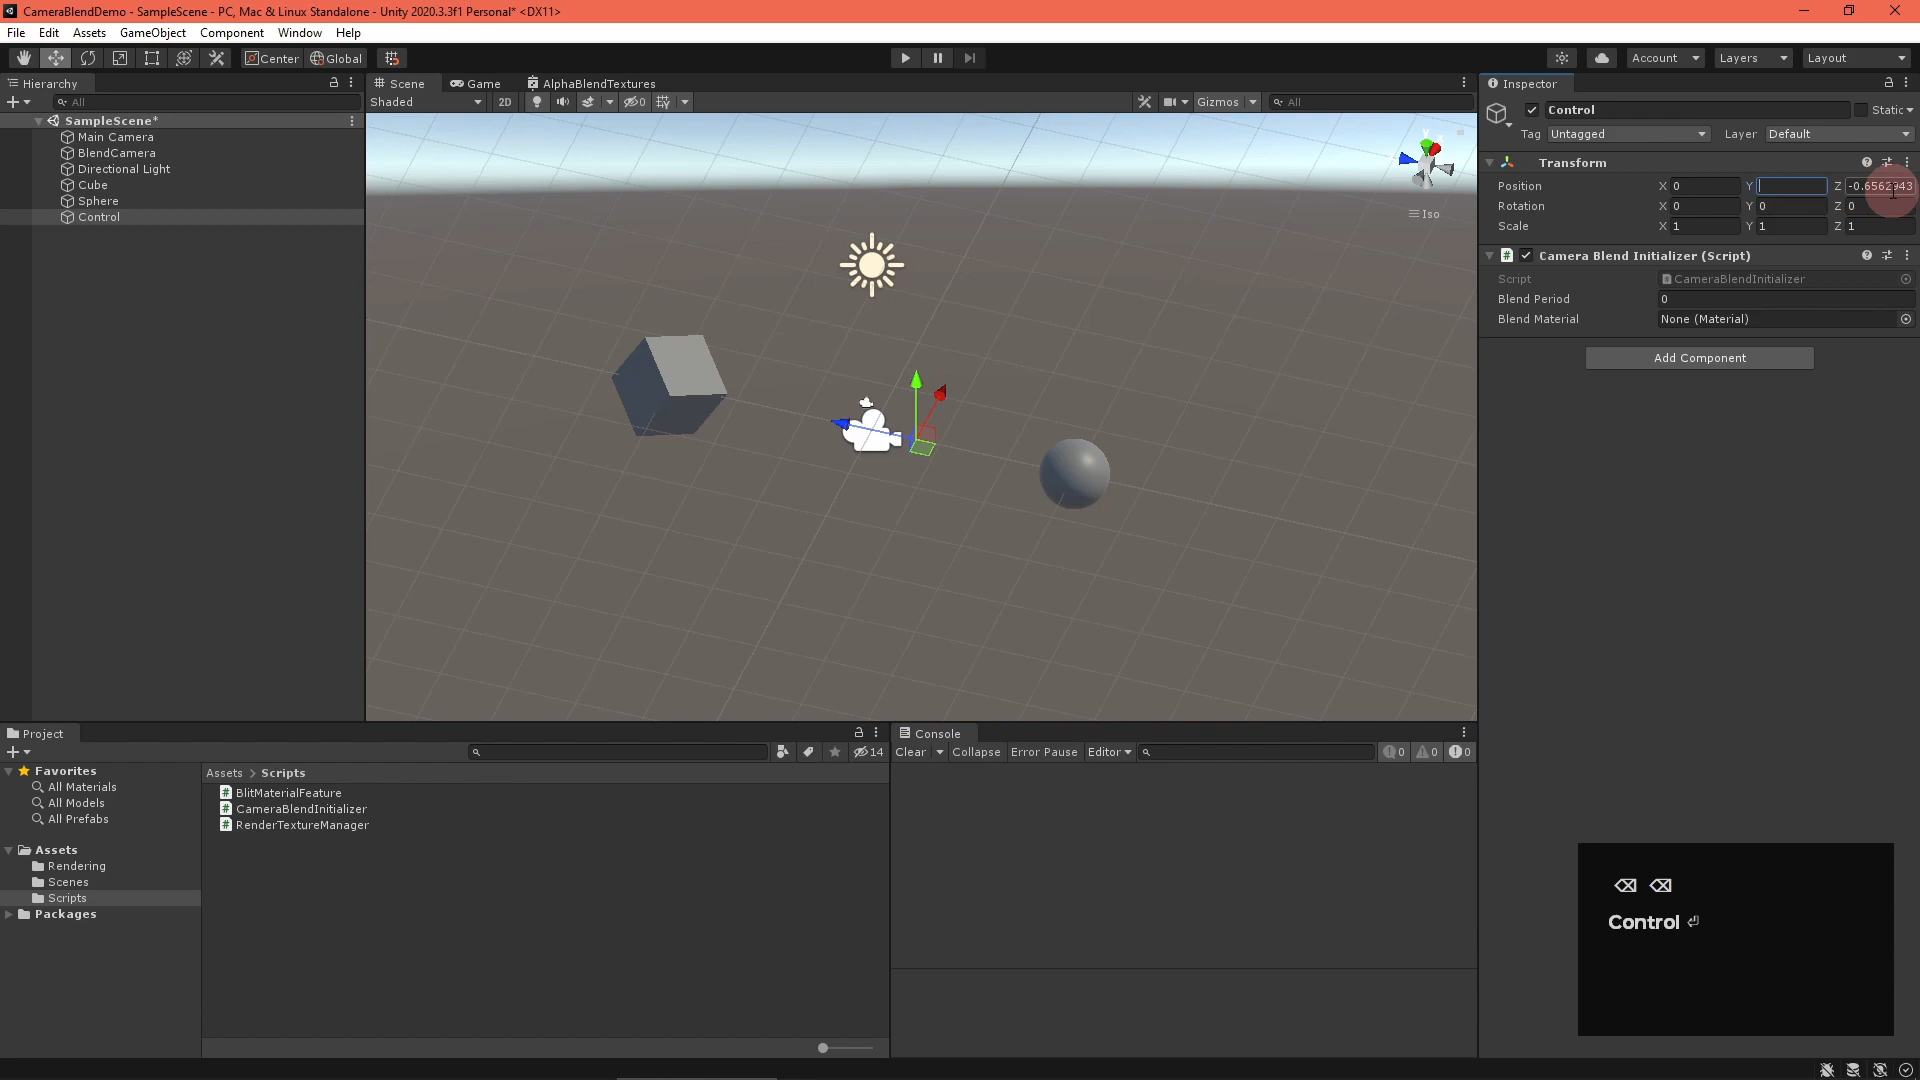 CameraBlendDemo - SampleScene - PC, Mac & Linux Standalone - Unity 2020.3.3f1 Personal* <DX11>
File Edit Assets GameObject Component Window Help
Center Global Account Layers Layout
Hierarchy
All
SampleScene*
Main Camera
BlendCamera
Directional Light
Cube
Sphere
Control
Scene Game AlphaBlendTextures
Shaded 2D 0 Gizmos All
y
x
Iso
Inspector
Control Static
Tag Untagged Layer Default
Transform
Position X 0 Y Z -0.6562943
Rotation X 0 Y 0 Z 0
Scale X 1 Y 1 Z 1
# Camera Blend Initializer (Script)
Script CameraBlendInitializer
Blend Period 0
Blend Material None (Material)
Add Component
Project
14
Favorites
All Materials
All Models
All Prefabs
Assets
Rendering
Scenes
Scripts
Packages
Assets > Scripts
# BlitMaterialFeature
# CameraBlendInitializer
# RenderTextureManager
Console
Clear Collapse Error Pause Editor 0 0 0
Control